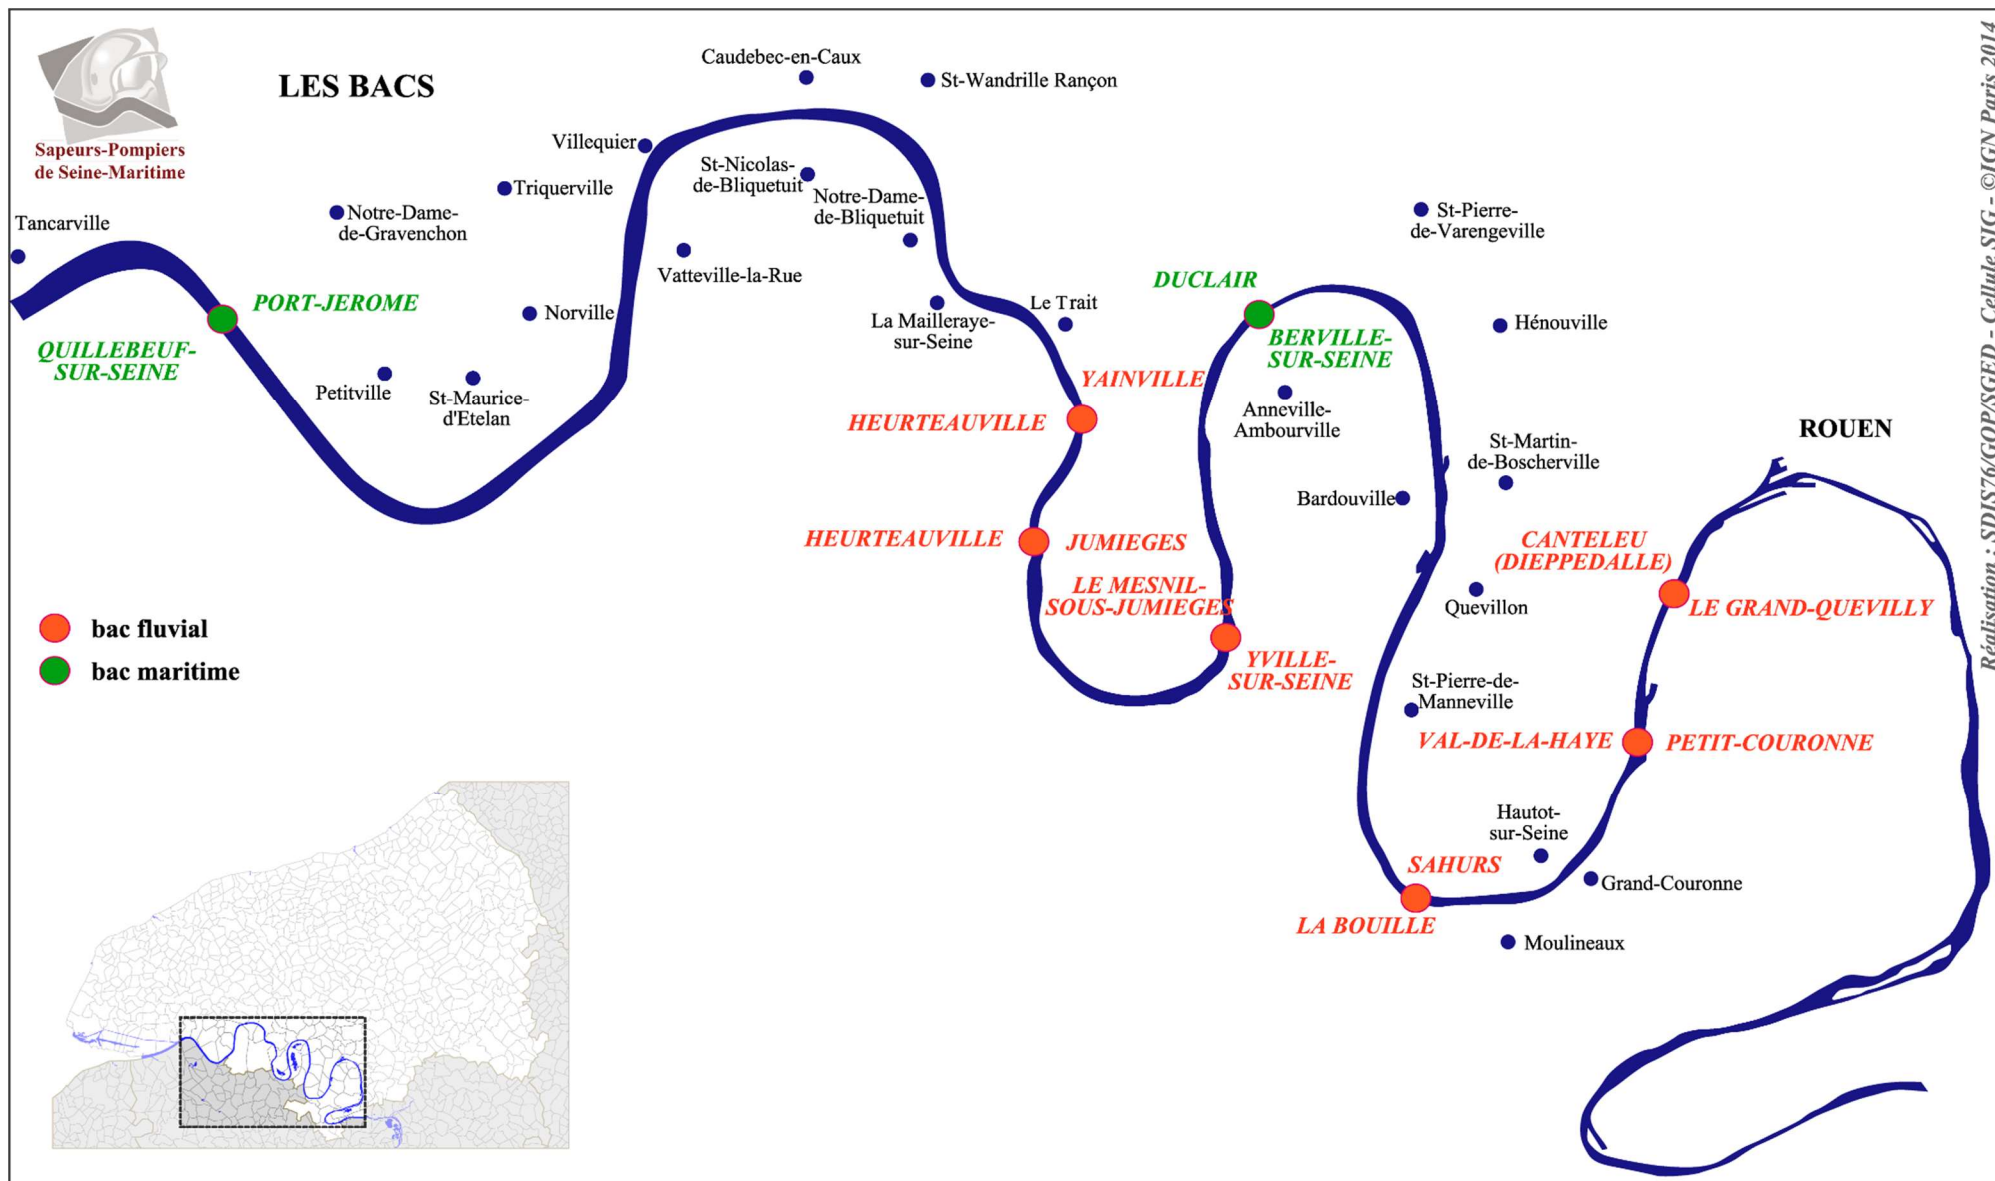 LES BACS
Sapeurs-Pompiers
de Seine-Maritime
Caudebec-en-Caux
St-Wandrille Rançon
Villequier
Triquerville
St-Nicolas-
de-Bliquetuit
Notre-Dame-
de-Bliquetuit
Notre-Dame-
de-Gravenchon
Tancarville
Vatteville-la-Rue
PORT-JEROME
QUILLEBEUF-
SUR-SEINE
Norville
La Mailleraye-
sur-Seine
Le Trait
Petitville
St-Maurice-
d'Etelan
St-Pierre-
de-Varengeville
DUCLAIR
BERVILLE-
SUR-SEINE
Hénouville
YAINVILLE
HEURTEAUVILLE
Anneville-
Ambourville
St-Martin-
de-Boscherville
ROUEN
Bardouville
HEURTEAUVILLE
JUMIEGES
LE MESNIL-
SOUS-JUMIEGES
YVILLE-
SUR-SEINE
CANTELEU
(DIEPPEDALLE)
LE GRAND-QUEVILLY
Quevillon
St-Pierre-de-
Manneville
VAL-DE-LA-HAYE
PETIT-COURONNE
Hautot-
sur-Seine
SAHURS
Grand-Couronne
LA BOUILLE
Moulineaux
bac fluvial
bac maritime
Réalisation : SDIS76/GOP/SGED - Cellule SIG - ©IGN Paris 2014